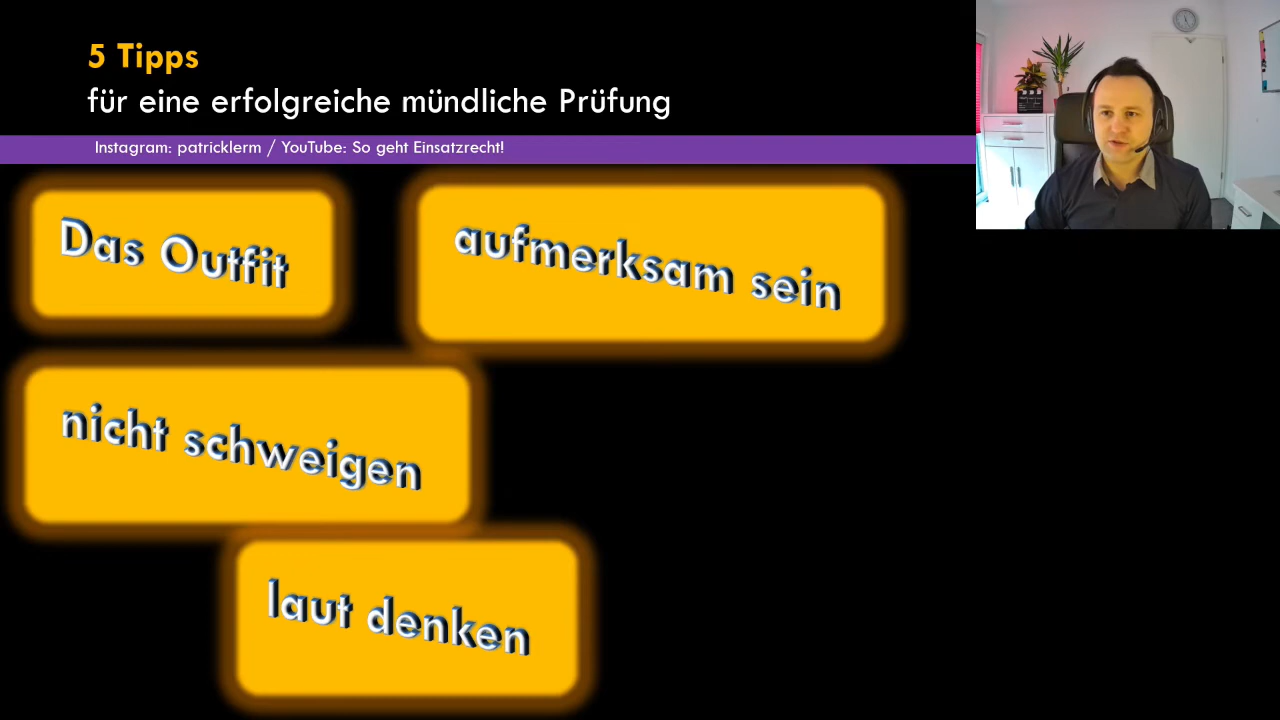 5 Tipps
für eine erfolgreiche mündliche Prüfung
Instagram: patricklerm / YouTube: So geht Einsatzrecht!
Das Outfit
aufmerksam sein
nicht schweigen
laut denken